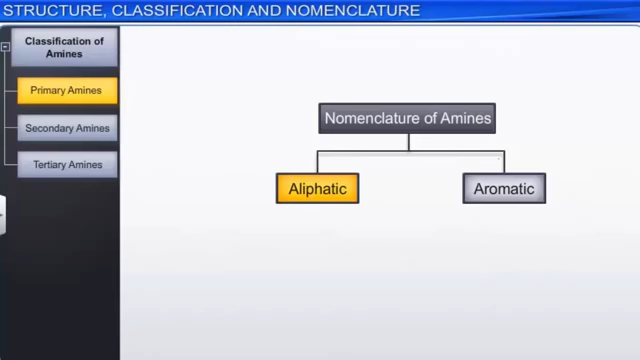 STRUCTURE, CLASSIFICATION AND NOMENCLATURE
Classification of
Amines
Primary Amines
Secondary Amines
Tertiary Amines
Nomenclature of Amines
Aliphatic
Aromatic